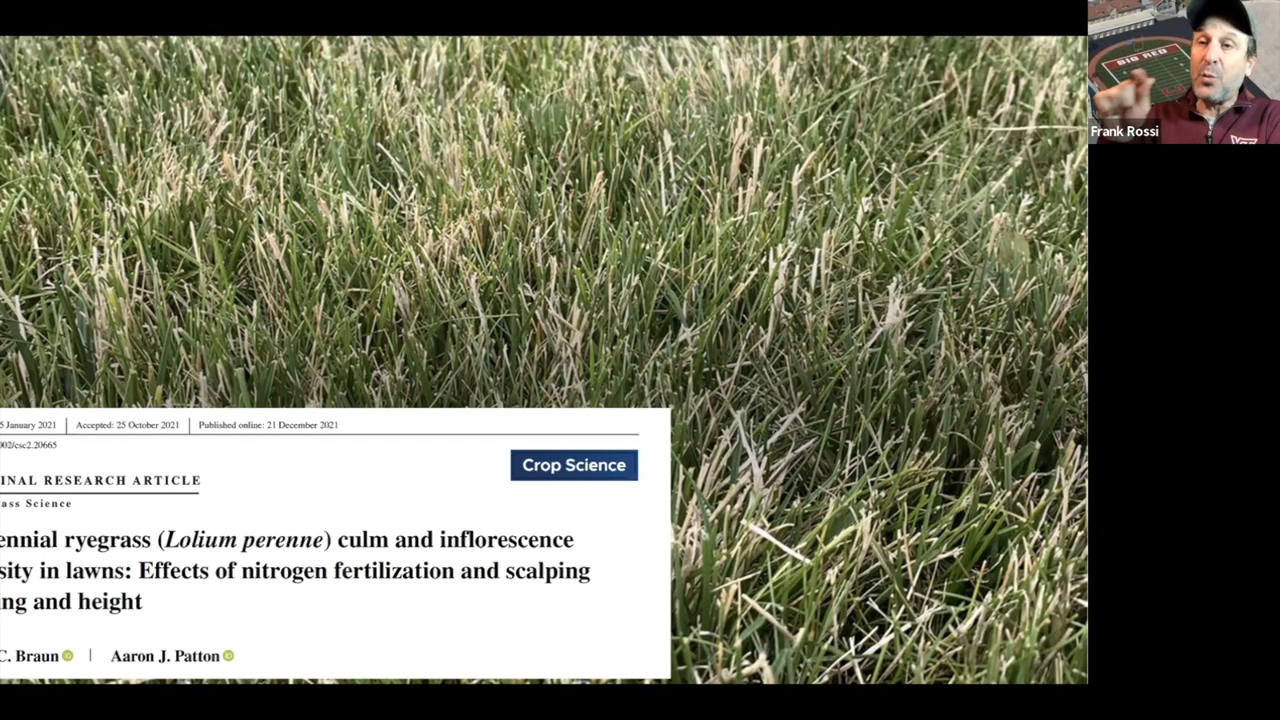 BIG RED
Frank Rossi
5 January 2021 | Accepted: 25 October 2021 | Published online: 21 December 2021
002/csc2.20665
Crop Science
INAL RESEARCH ARTICLE
ass Science
ennial ryegrass (Lolium perenne) culm and inflorescence
sity in lawns: Effects of nitrogen fertilization and scalping
ing and height
C. Braun | Aaron J. Patton